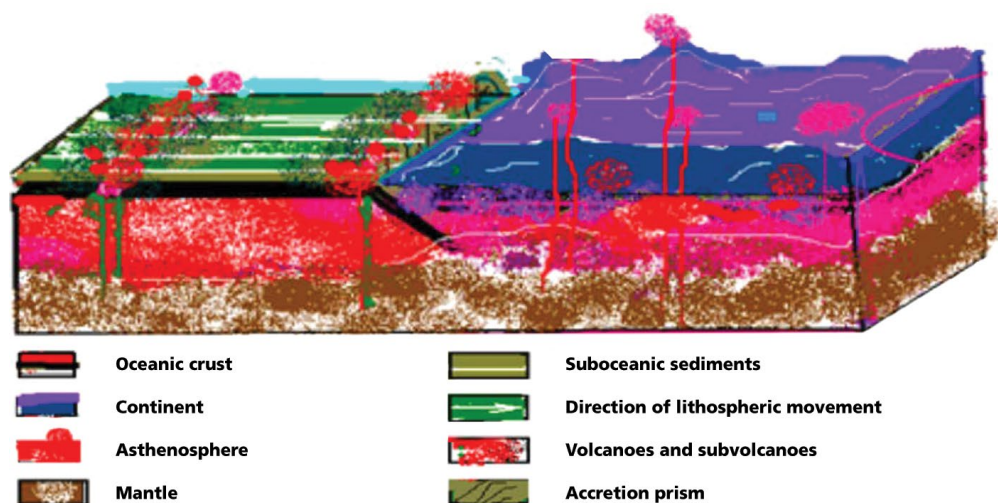 Oceanic crust
Continent
Asthenosphere
Mantle
Suboceanic sediments
Direction of lithospheric movement
Volcanoes and subvolcanoes
Accretion prism